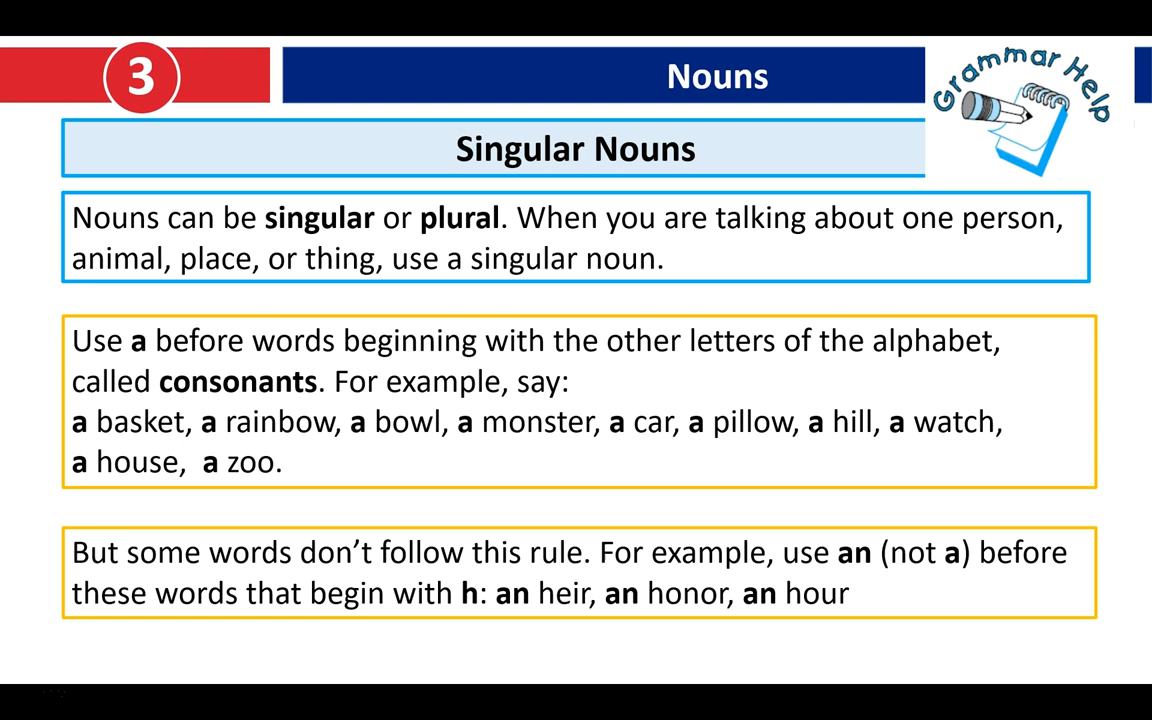 3
Nouns
Grammar Help
Singular Nouns
Nouns can be singular or plural. When you are talking about one person,
animal, place, or thing, use a singular noun.
Use a before words beginning with the other letters of the alphabet,
called consonants. For example, say:
a basket, a rainbow, a bowl, a monster, a car, a pillow, a hill, a watch,
a house, a zoo.
But some words don’t follow this rule. For example, use an (not a) before
these words that begin with h: an heir, an honor, an hour